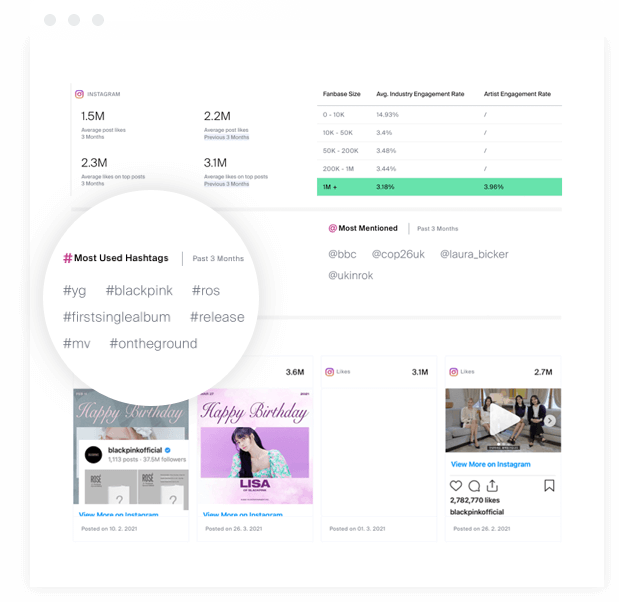 INSTAGRAM
1.5M
Average post likes
3 Months
2.2M
Average post likes
Previous 3 Months
2.3M
Average likes on top posts
3 Months
3.1M
Average likes on top posts
Previous 3 Months
Fanbase Size Avg. Industry Engagement Rate Artist Engagement Rate
0 - 10K 14.93% /
10K - 50K 3.4% /
50K - 200K 3.48% /
200K - 1M 3.44% /
1M + 3.18% 3.96%
# Most Used Hashtags | Past 3 Months
#yg #blackpink #ros
#firstsinglealbum #release
#mv #ontheground
@ Most Mentioned | Past 3 Months
@bbc @cop26uk @laura_bicker
@ukinrok
3.6M
Likes 3.1M
Likes 2.7M
Happy Birthday
blackpinkofficial
1,113 posts · 37.5M followers
ROSÉ
ROSÉ
?
?
View More on Instagram
Posted on 10. 2. 2021
2021
Happy Birthday
LISA
View More on Instagram
Posted on 26. 3. 2021
Posted on 01. 3. 2021
View More on Instagram
2,782,770 likes
blackpinkofficial
Posted on 26. 2. 2021